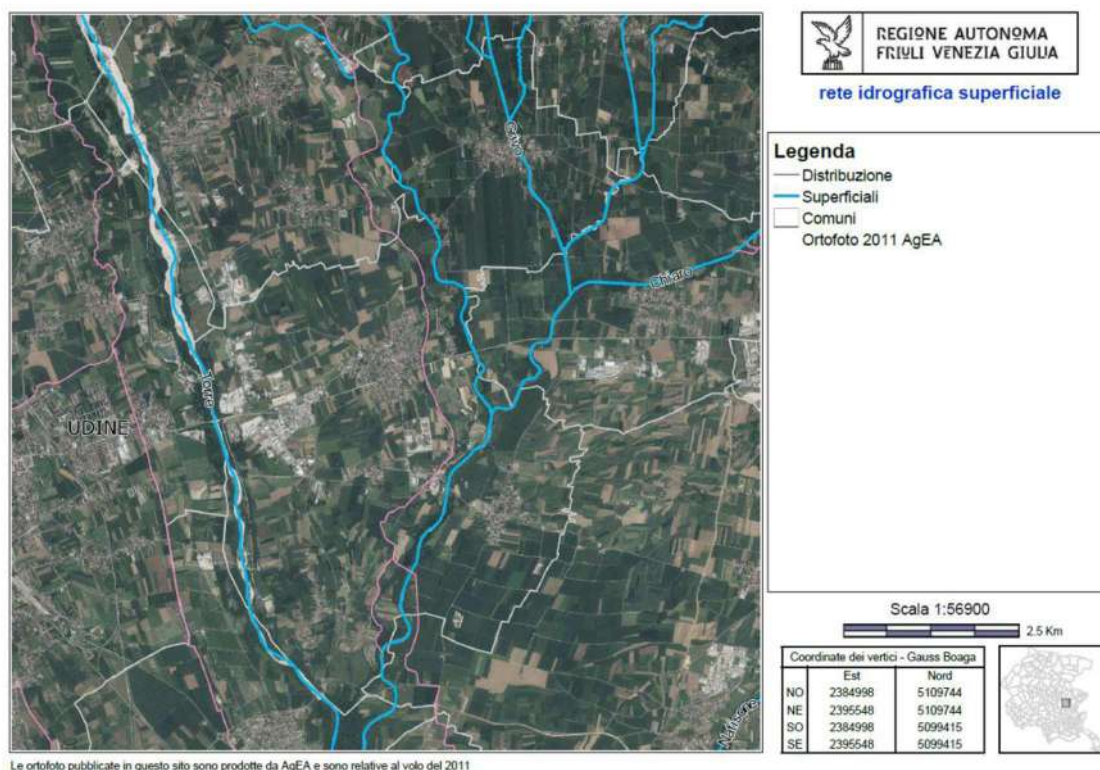 REGIONE AUTONOMA
FRIULI VENEZIA GIULIA
rete idrografica superficiale
Legenda
Distribuzione
Superficiali
Comuni
Ortofoto 2011 AgEA
Grivò
Chiarò
Torre
UDINE
Natisone
Scala 1:56900
2.5 Km
Coordinate dei vertici - Gauss Boaga
Est Nord
NO 2384998 5109744
NE 2395548 5109744
SO 2384998 5099415
SE 2395548 5099415
Le ortofoto pubblicate in questo sito sono prodotte da AgEA e sono relative al volo del 2011